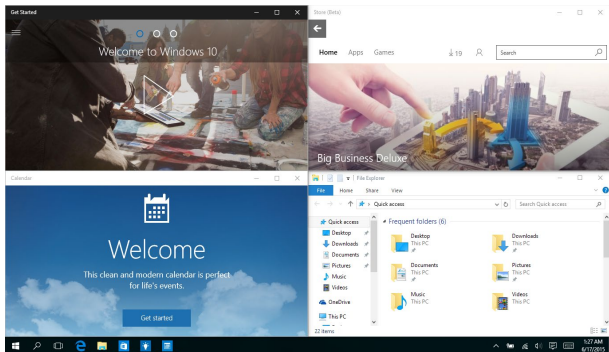 Get Started
Welcome to Windows 10
Store (Beta)
Home Apps Games 19 Search
Big Business Deluxe
Calendar
Welcome
This clean and modern calendar is perfect
for life's events.
Get started
File Explorer
File Home Share View
Quick access Search Quick access
Quick access
Desktop
Downloads
Documents
Pictures
Music
Videos
OneDrive
This PC
22 items
Frequent folders (6)
Desktop
This PC
Downloads
This PC
Documents
This PC
Pictures
This PC
Music
This PC
Videos
This PC
1:27 AM
6/17/2015